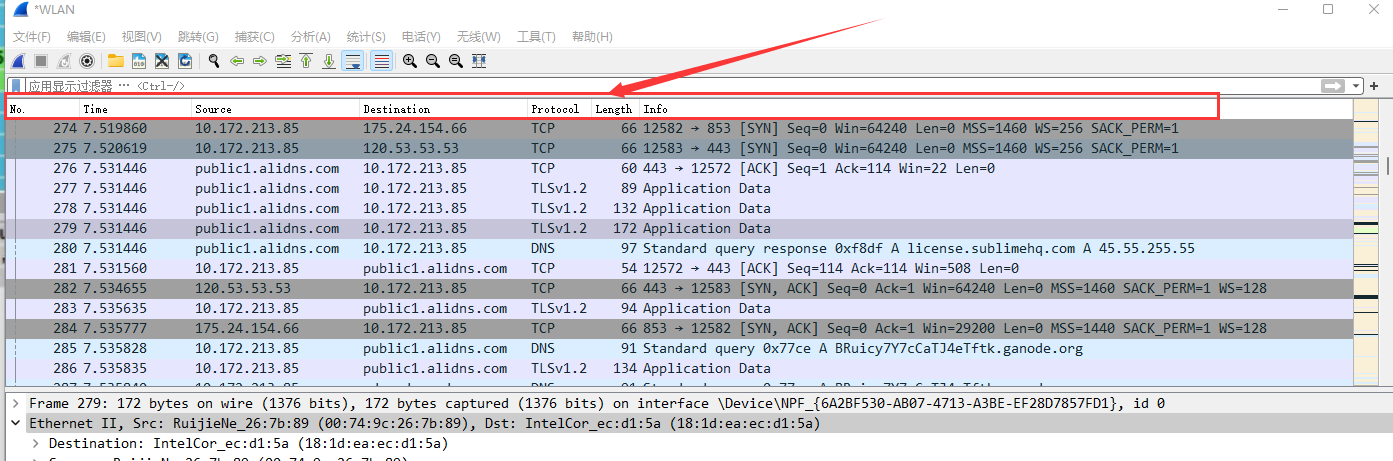 *WLAN
文件(F) 编辑(E) 视图(V) 跳转(G) 捕获(C) 分析(A) 统计(S) 电话(Y) 无线(W) 工具(T) 帮助(H)
应用显示过滤器 … <Ctrl-/>
No. Time Source Destination Protocol Length Info
274 7.519860 10.172.213.85 175.24.154.66 TCP 66 12582 → 853 [SYN] Seq=0 Win=64240 Len=0 MSS=1460 WS=256 SACK_PERM=1
275 7.520619 10.172.213.85 120.53.53.53 TCP 66 12583 → 443 [SYN] Seq=0 Win=64240 Len=0 MSS=1460 WS=256 SACK_PERM=1
276 7.531446 public1.alidns.com 10.172.213.85 TCP 60 443 → 12572 [ACK] Seq=1 Ack=114 Win=22 Len=0
277 7.531446 public1.alidns.com 10.172.213.85 TLSv1.2 89 Application Data
278 7.531446 public1.alidns.com 10.172.213.85 TLSv1.2 132 Application Data
279 7.531446 public1.alidns.com 10.172.213.85 TLSv1.2 172 Application Data
280 7.531446 public1.alidns.com 10.172.213.85 DNS 97 Standard query response 0xf8df A license.sublimehq.com A 45.55.255.55
281 7.531560 10.172.213.85 public1.alidns.com TCP 54 12572 → 443 [ACK] Seq=114 Ack=114 Win=508 Len=0
282 7.534655 120.53.53.53 10.172.213.85 TCP 66 443 → 12583 [SYN, ACK] Seq=0 Ack=1 Win=64240 Len=0 MSS=1460 SACK_PERM=1 WS=128
283 7.535635 10.172.213.85 public1.alidns.com TLSv1.2 94 Application Data
284 7.535777 175.24.154.66 10.172.213.85 TCP 66 853 → 12582 [SYN, ACK] Seq=0 Ack=1 Win=29200 Len=0 MSS=1440 SACK_PERM=1 WS=128
285 7.535828 10.172.213.85 public1.alidns.com DNS 91 Standard query 0x77ce A BRuicy7Y7cCaTJ4eTftk.ganode.org
286 7.535835 10.172.213.85 public1.alidns.com TLSv1.2 134 Application Data
Frame 279: 172 bytes on wire (1376 bits), 172 bytes captured (1376 bits) on interface \Device\NPF_{6A2BF530-AB07-4713-A3BE-EF28D7857FD1}, id 0
Ethernet II, Src: RuijieNe_26:7b:89 (00:74:9c:26:7b:89), Dst: IntelCor_ec:d1:5a (18:1d:ea:ec:d1:5a)
Destination: IntelCor_ec:d1:5a (18:1d:ea:ec:d1:5a)